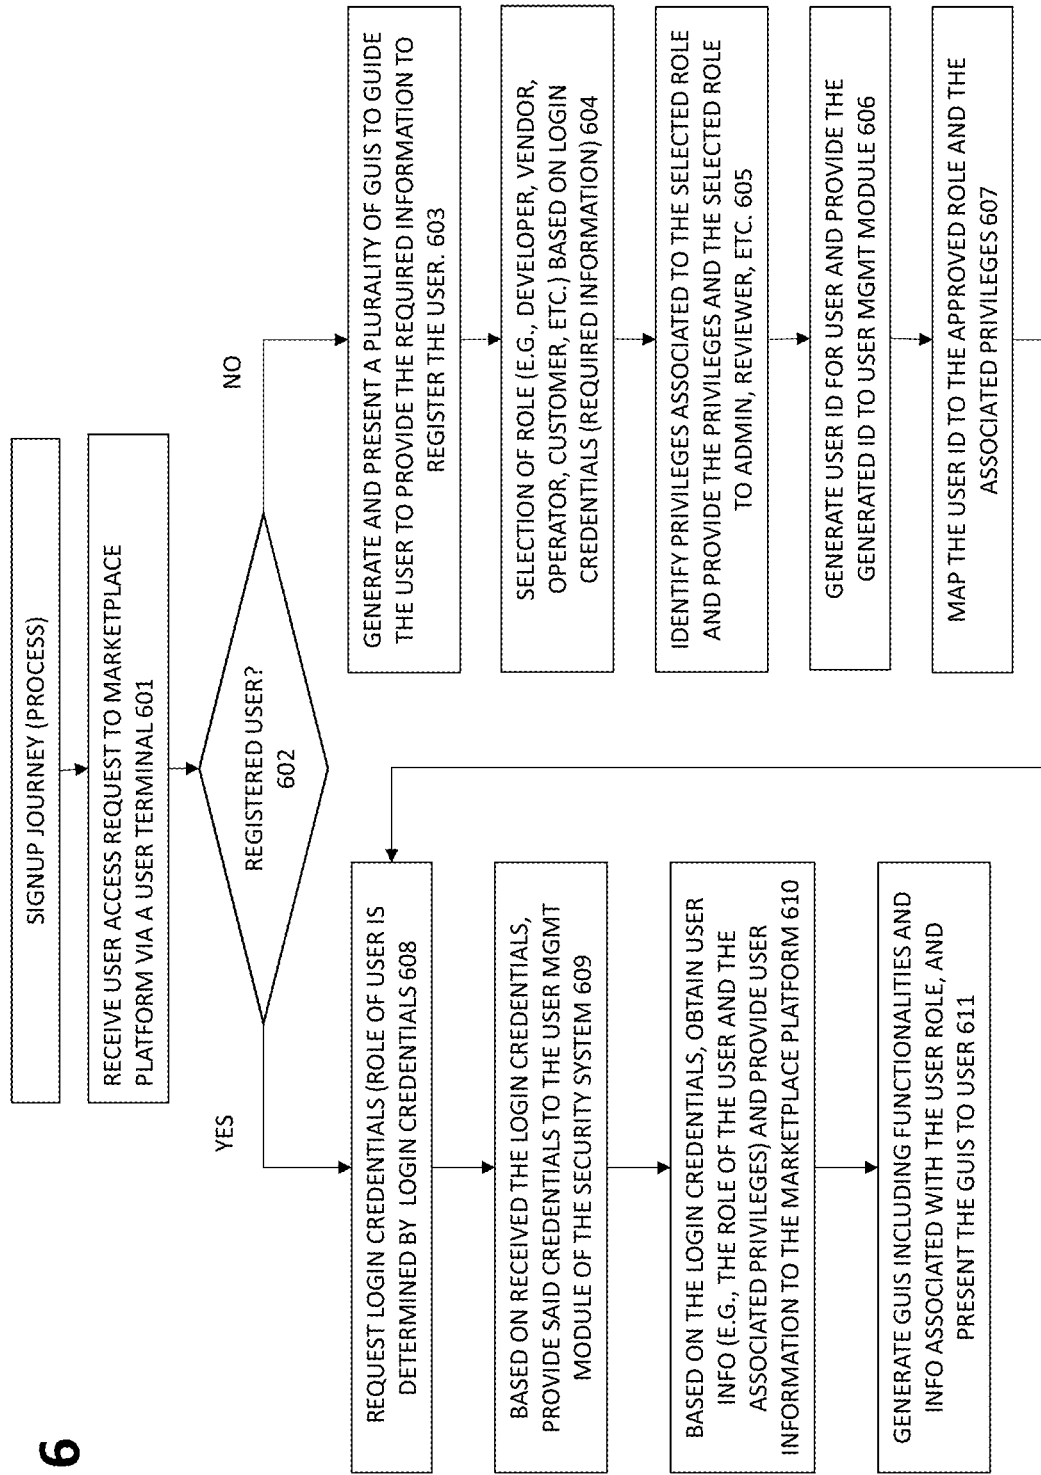 6
SIGNUP JOURNEY (PROCESS)
RECEIVE USER ACCESS REQUEST TO MARKETPLACE
PLATFORM VIA A USER TERMINAL 601
REGISTERED USER?
602
YES
NO
REQUEST LOGIN CREDENTIALS (ROLE OF USER IS
DETERMINED BY LOGIN CREDENTIALS 608
BASED ON RECEIVED THE LOGIN CREDENTIALS,
PROVIDE SAID CREDENTIALS TO THE USER MGMT
MODULE OF THE SECURITY SYSTEM 609
BASED ON THE LOGIN CREDENTIALS, OBTAIN USER
INFO (E.G., THE ROLE OF THE USER AND THE
ASSOCIATED PRIVILEGES) AND PROVIDE USER
INFORMATION TO THE MARKETPLACE PLATFORM 610
GENERATE GUIS INCLUDING FUNCTIONALITIES AND
INFO ASSOCIATED WITH THE USER ROLE, AND
PRESENT THE GUIS TO USER 611
GENERATE AND PRESENT A PLURALITY OF GUIS TO GUIDE
THE USER TO PROVIDE THE REQUIRED INFORMATION TO
REGISTER THE USER. 603
SELECTION OF ROLE (E.G., DEVELOPER, VENDOR,
OPERATOR, CUSTOMER, ETC.) BASED ON LOGIN
CREDENTIALS (REQUIRED INFORMATION) 604
IDENTIFY PRIVILEGES ASSOCIATED TO THE SELECTED ROLE
AND PROVIDE THE PRIVILEGES AND THE SELECTED ROLE
TO ADMIN, REVIEWER, ETC. 605
GENERATE USER ID FOR USER AND PROVIDE THE
GENERATED ID TO USER MGMT MODULE 606
MAP THE USER ID TO THE APPROVED ROLE AND THE
ASSOCIATED PRIVILEGES 607